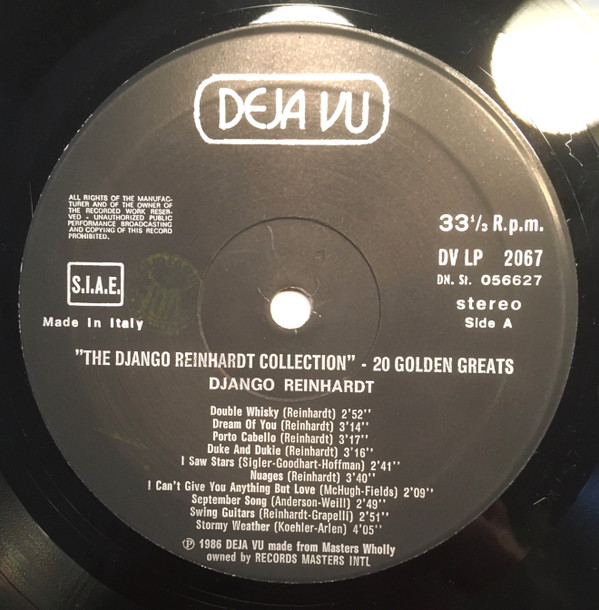 DEJA VU
ALL RIGHTS OF THE MANUFAC-
TURER AND OF THE OWNER OF
THE RECORDED WORK RESER-
VED - UNAUTHORIZED PUBLIC
PERFORMANCE BROADCASTING
AND COPYING OF THIS RECORD
PROHIBITED.
S.I.A.E.
Made in Italy
33 1/3 R.p.m.
DV LP 2067
DN. St. 056627
stereo
Side A
"THE DJANGO REINHARDT COLLECTION" - 20 GOLDEN GREATS
DJANGO REINHARDT
Double Whisky (Reinhardt) 2'52''
Dream Of You (Reinhardt) 3'14''
Porto Cabello (Reinhardt) 3'17''
Duke And Dukie (Reinhardt) 3'16''
I Saw Stars (Sigler-Goodhart-Hoffman) 2'41''
Nuages (Reinhardt) 3'40''
I Can't Give You Anything But Love (McHugh-Fields) 2'09''
September Song (Anderson-Weill) 2'49''
Swing Guitars (Reinhardt-Grapelli) 2'51''
Stormy Weather (Koehler-Arlen) 4'05''
℗ 1986 DEJA VU made from Masters Wholly
owned by RECORDS MASTERS INTL